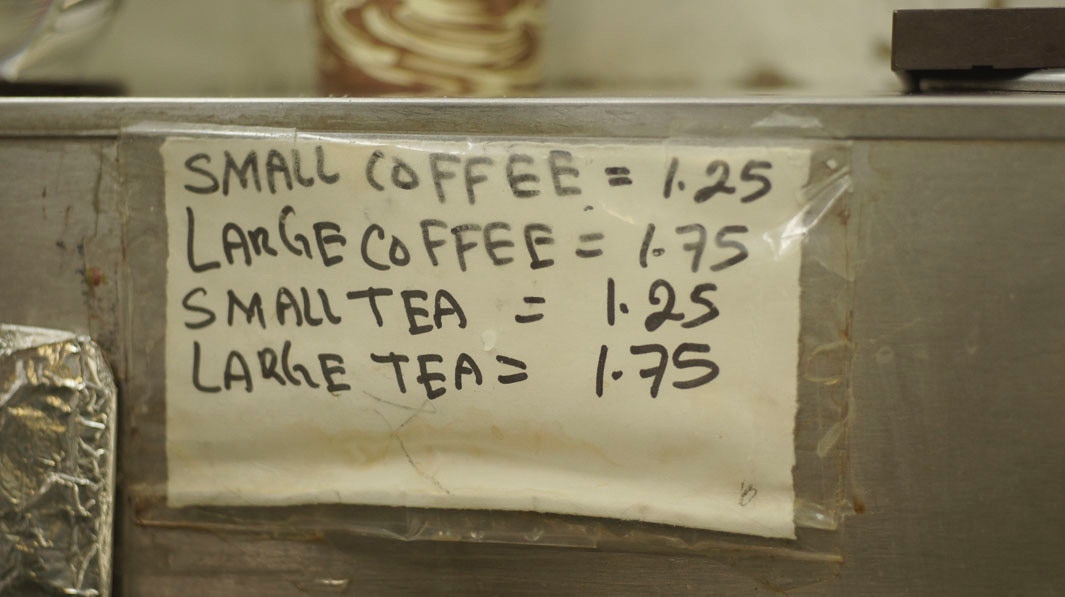 SMALL COFFEE = 1.25
LARGE COFFEE = 1.75
SMALL TEA = 1.25
LARGE TEA = 1.75